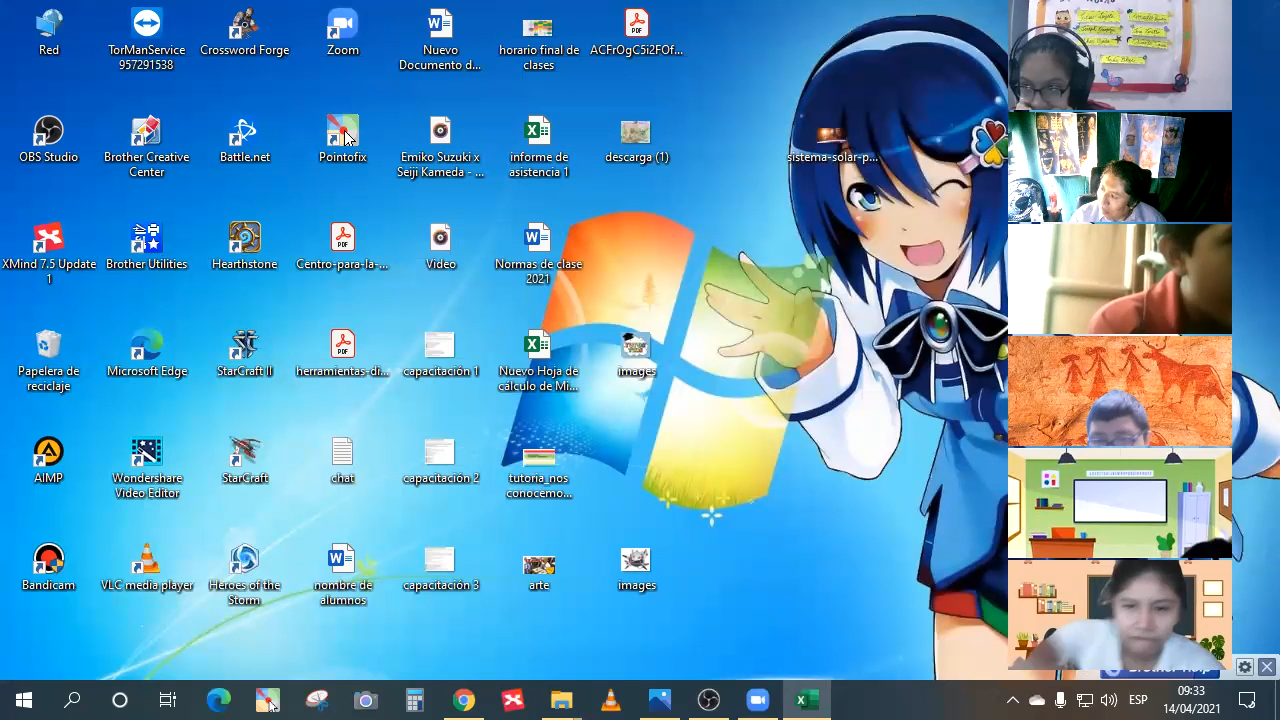 Red
TorManService
957291538
Crossword Forge
Zoom
Nuevo
Documento d...
horario final de
clases
ACFrOgC5i2FOf...
OBS Studio
Brother Creative
Center
Battle.net
Pointofix
Emiko Suzuki x
Seiji Kameda - ...
informe de
asistencia 1
descarga (1)
sistema-solar-p...
XMind 7.5 Update
1
Brother Utilities
Hearthstone
Centro-para-la-...
Video
Normas de clase
2021
Papelera de
reciclaje
Microsoft Edge
StarCraft II
herramientas-di...
capacitación 1
Nuevo Hoja de
cálculo de Mi...
images
AIMP
Wondershare
Video Editor
StarCraft
chat
capacitación 2
tutoria_nos
conocemo...
Bandicam
VLC media player
Heroes of the
Storm
nombre de
alumnos
capacitación 3
arte
images
ESP
09:33
14/04/2021